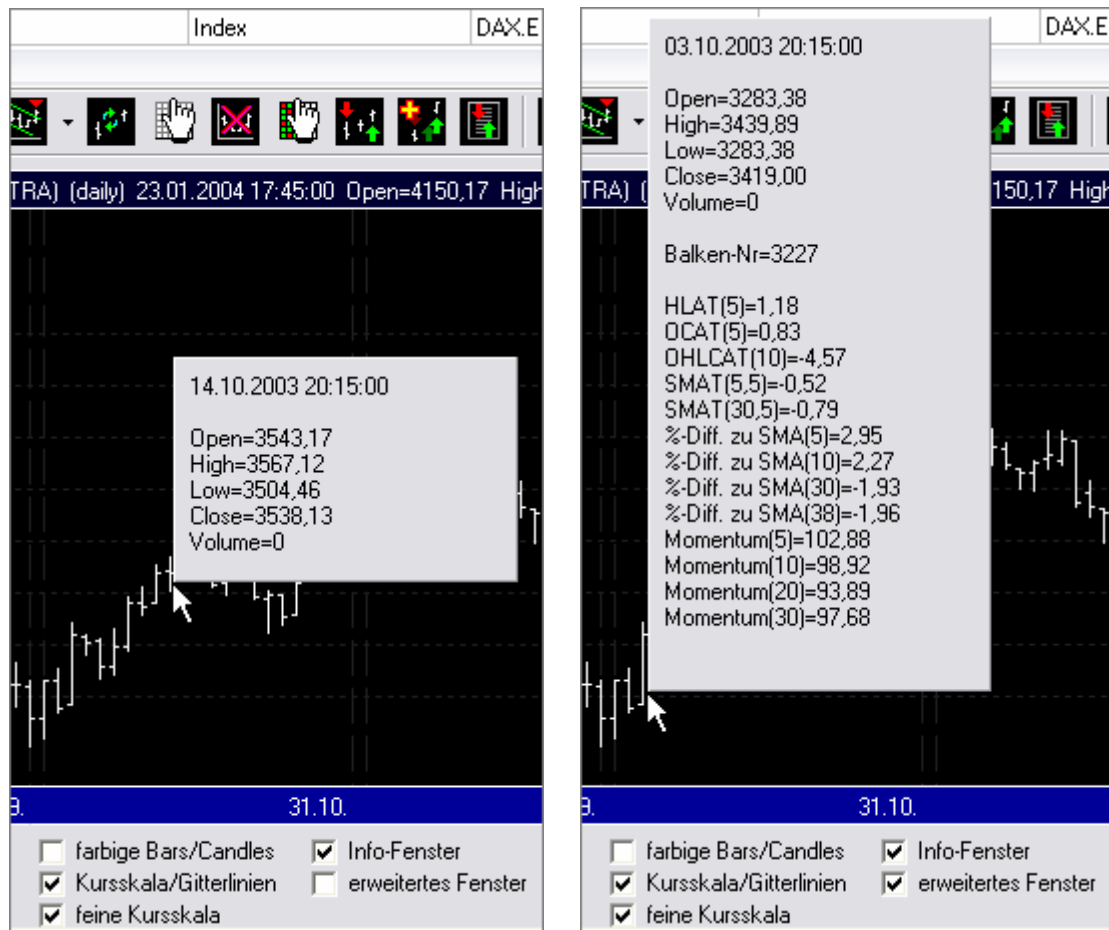 Index
DAX.E
TRA) (daily) 23.01.2004 17:45:00 Open=4150,17 High
14.10.2003 20:15:00
Open=3543,17
High=3567,12
Low=3504,46
Close=3538,13
Volume=0
9.
31.10.
farbige Bars/Candles
Info-Fenster
Kursskala/Gitterlinien
erweitertes Fenster
feine Kursskala
DAX.E
03.10.2003 20:15:00
Open=3283,38
High=3439,89
Low=3283,38
Close=3419,00
Volume=0
TRA) (
150,17 High
Balken-Nr=3227
HLAT(5)=1,18
OCAT(5)=0,83
OHLCAT(10)=-4,57
SMAT(5,5)=-0,52
SMAT(30,5)=-0,79
%-Diff. zu SMA(5)=2,95
%-Diff. zu SMA(10)=2,27
%-Diff. zu SMA(30)=-1,93
%-Diff. zu SMA(38)=-1,96
Momentum(5)=102,88
Momentum(10)=98,92
Momentum(20)=93,89
Momentum(30)=97,68
9.
31.10.
farbige Bars/Candles
Info-Fenster
Kursskala/Gitterlinien
erweitertes Fenster
feine Kursskala